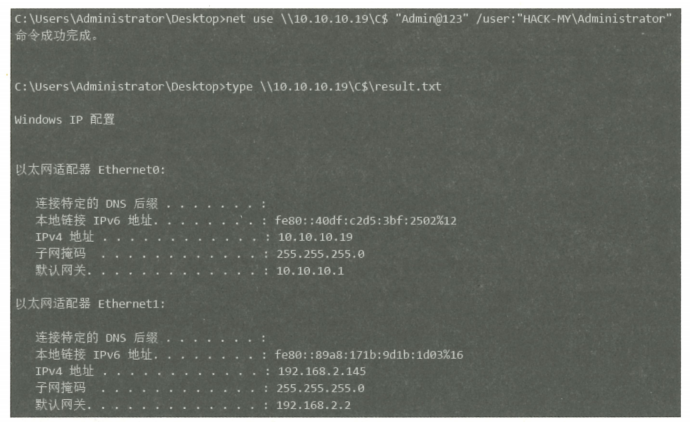 C:\Users\Administrator\Desktop>net use \\10.10.10.19\C$ "Admin@123" /user:"HACK-MY\Administrator"
命令成功完成。
C:\Users\Administrator\Desktop>type \\10.10.10.19\C$\result.txt
Windows IP 配置
以太网适配器 Ethernet0:
连接特定的 DNS 后缀 . . . . . . . :
本地链接 IPv6 地址. . . . . . . . : fe80::40df:c2d5:3bf:2502%12
IPv4 地址 . . . . . . . . . . . . : 10.10.10.19
子网掩码 . . . . . . . . . . . . : 255.255.255.0
默认网关. . . . . . . . . . . . . : 10.10.10.1
以太网适配器 Ethernet1:
连接特定的 DNS 后缀 . . . . . . . :
本地链接 IPv6 地址. . . . . . . . : fe80::89a8:171b:9d1b:1d03%16
IPv4 地址 . . . . . . . . . . . . : 192.168.2.145
子网掩码 . . . . . . . . . . . . : 255.255.255.0
默认网关. . . . . . . . . . . . . : 192.168.2.2